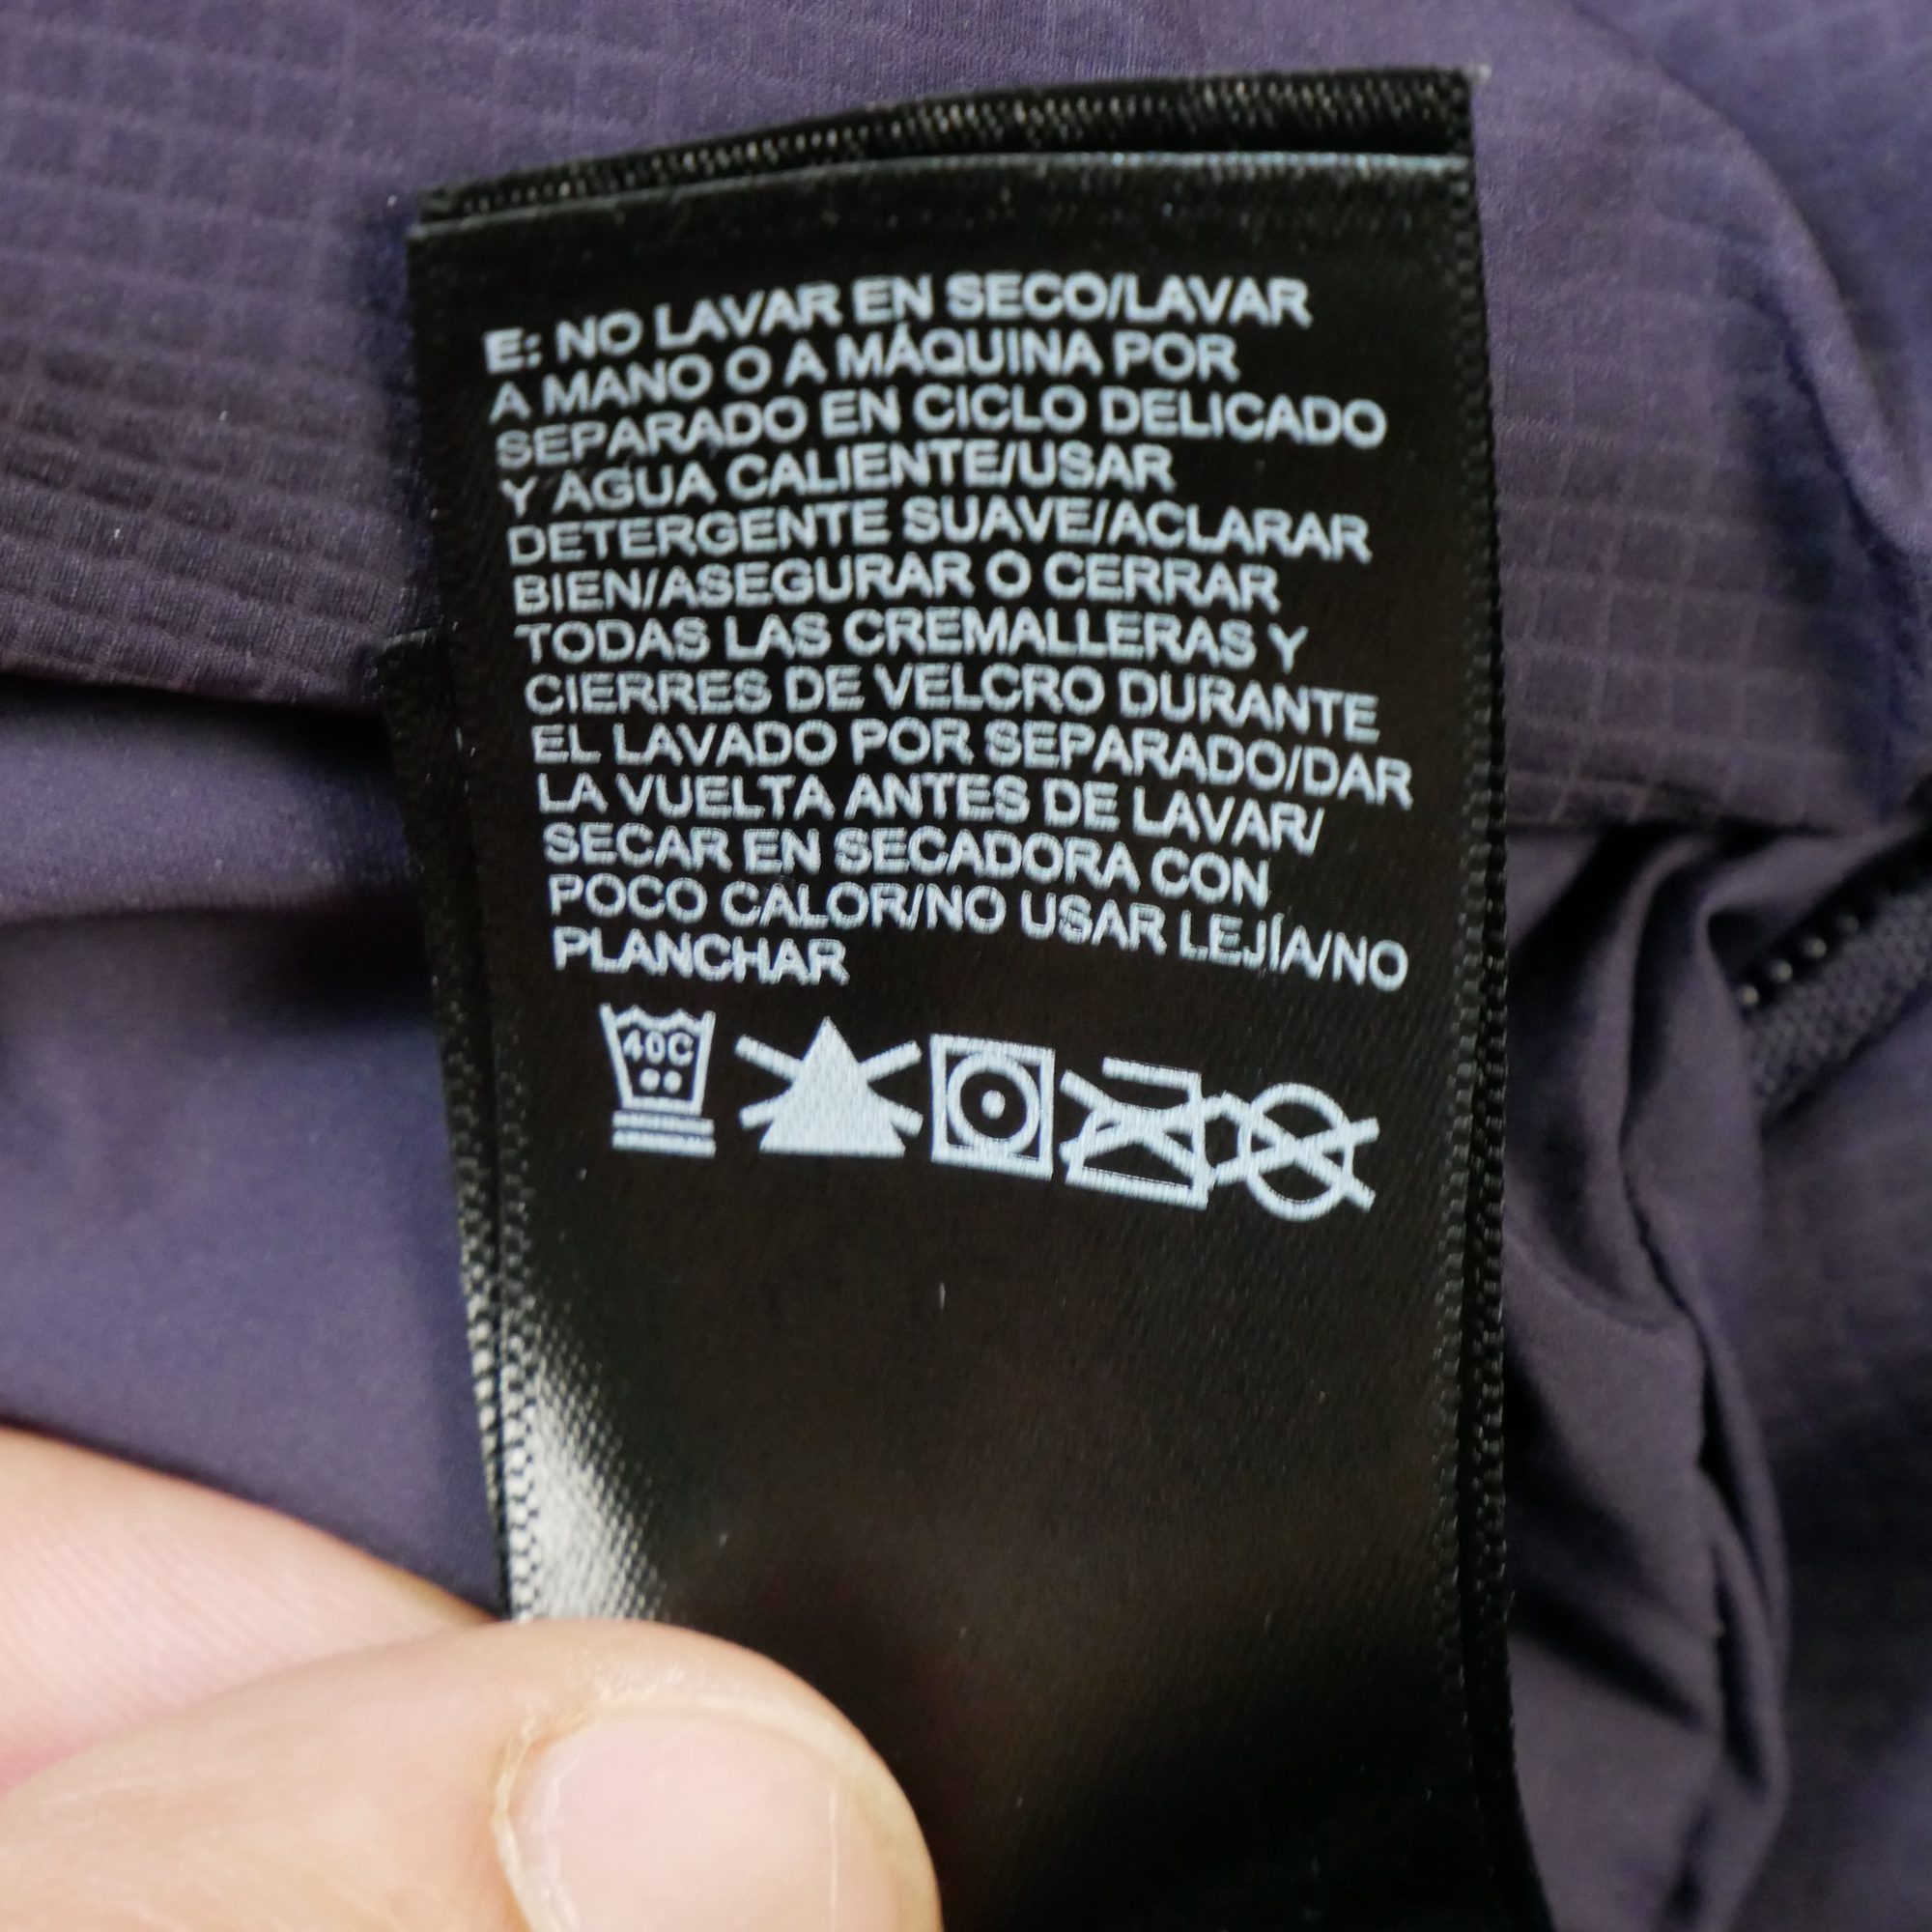 E: NO LAVAR EN SECO/LAVAR
A MANO O A MÁQUINA POR
SEPARADO EN CICLO DELICADO
Y AGUA CALIENTE/USAR
DETERGENTE SUAVE/ACLARAR
BIEN/ASEGURAR O CERRAR
TODAS LAS CREMALLERAS Y
CIERRES DE VELCRO DURANTE
EL LAVADO POR SEPARADO/DAR
LA VUELTA ANTES DE LAVAR/
SECAR EN SECADORA CON
POCO CALOR/NO USAR LEJÍA/NO
PLANCHAR
40C